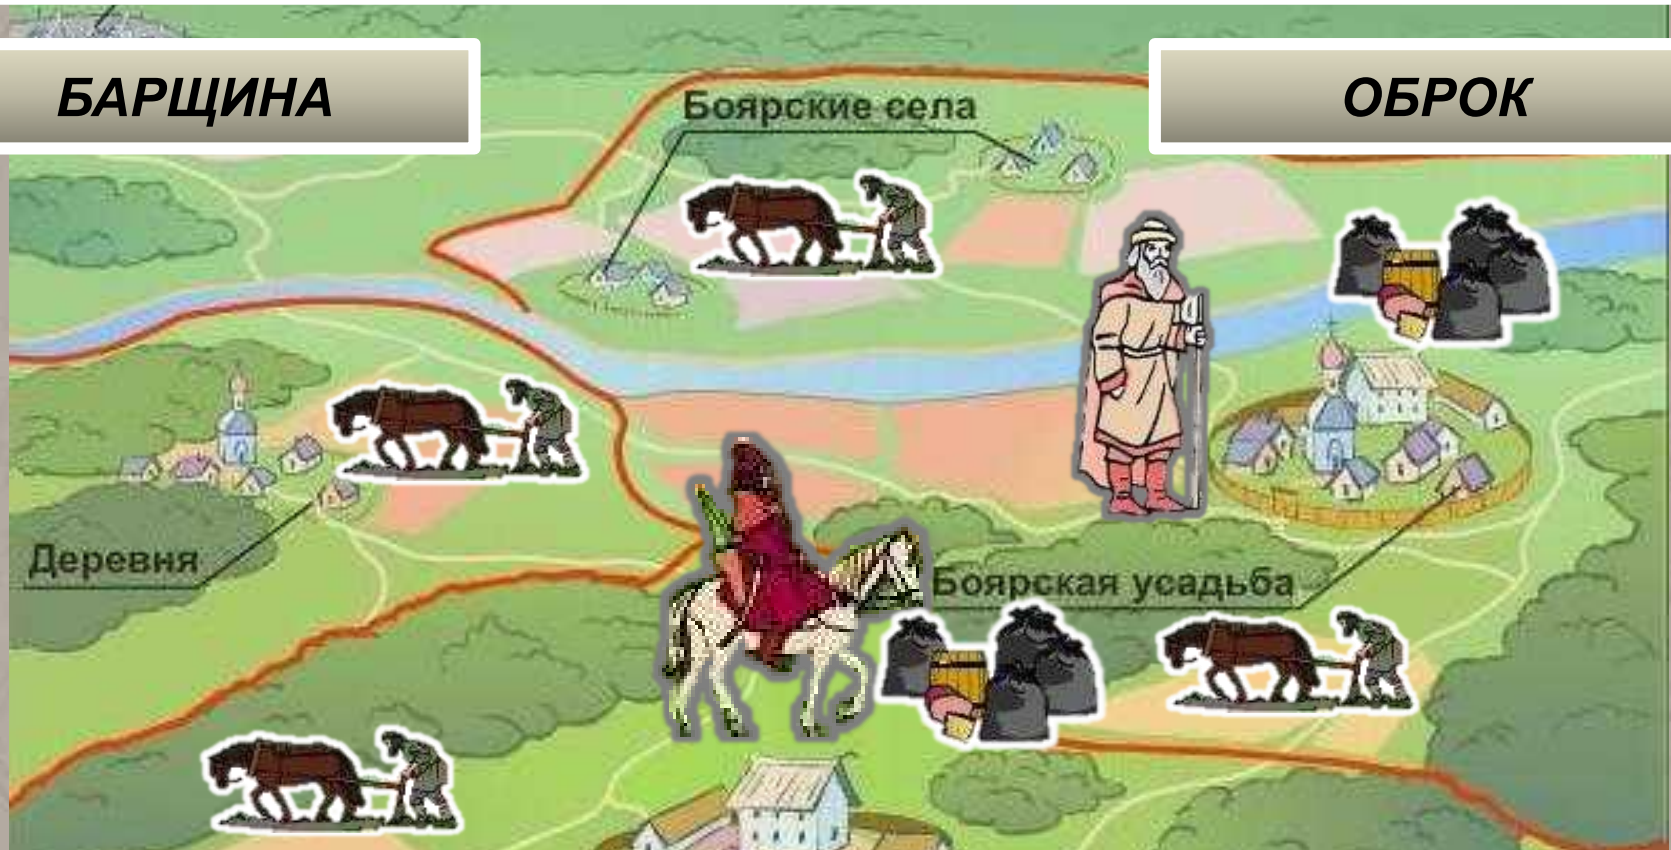 БАРЩИНА
ОБРОК
Боярские села
Деревня
Боярская усадьба